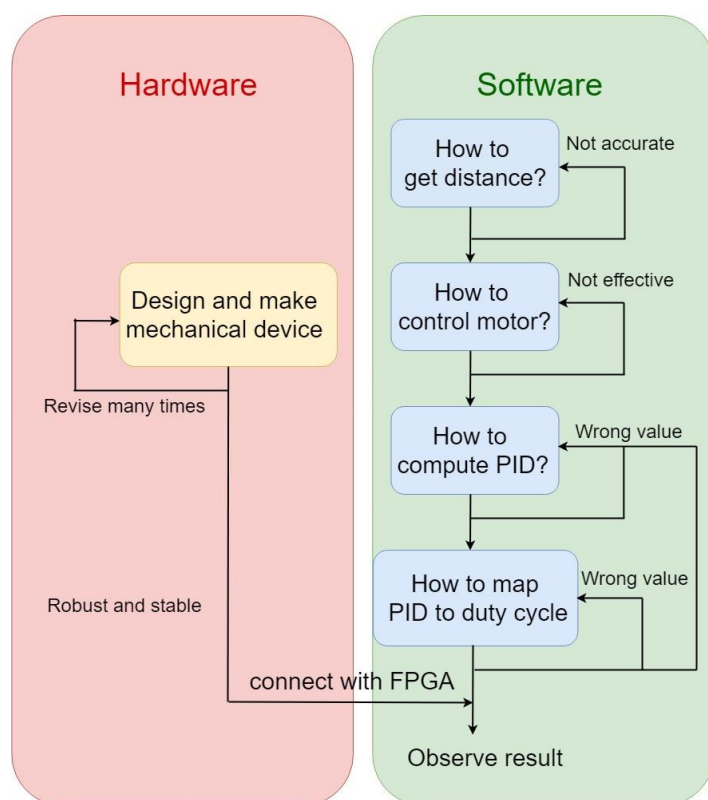 Hardware
Design and make
mechanical device
Revise many times
Robust and stable
connect with FPGA
Software
How to
get distance?
Not accurate
How to
control motor?
Not effective
How to
compute PID?
Wrong value
How to map
PID to duty cycle
Wrong value
Observe result